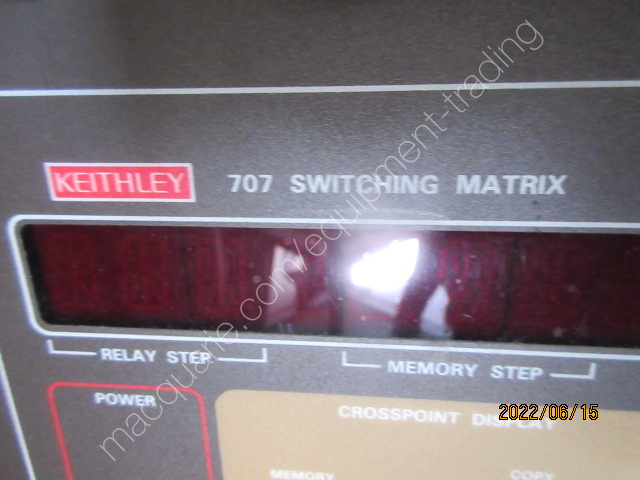 KEITHLEY 707 SWITCHING MATRIX
RELAY STEP MEMORY STEP
POWER
CROSSPOINT DISPLAY
2022/06/15
MEMORY COPY
macquarie.com/equipment-trading